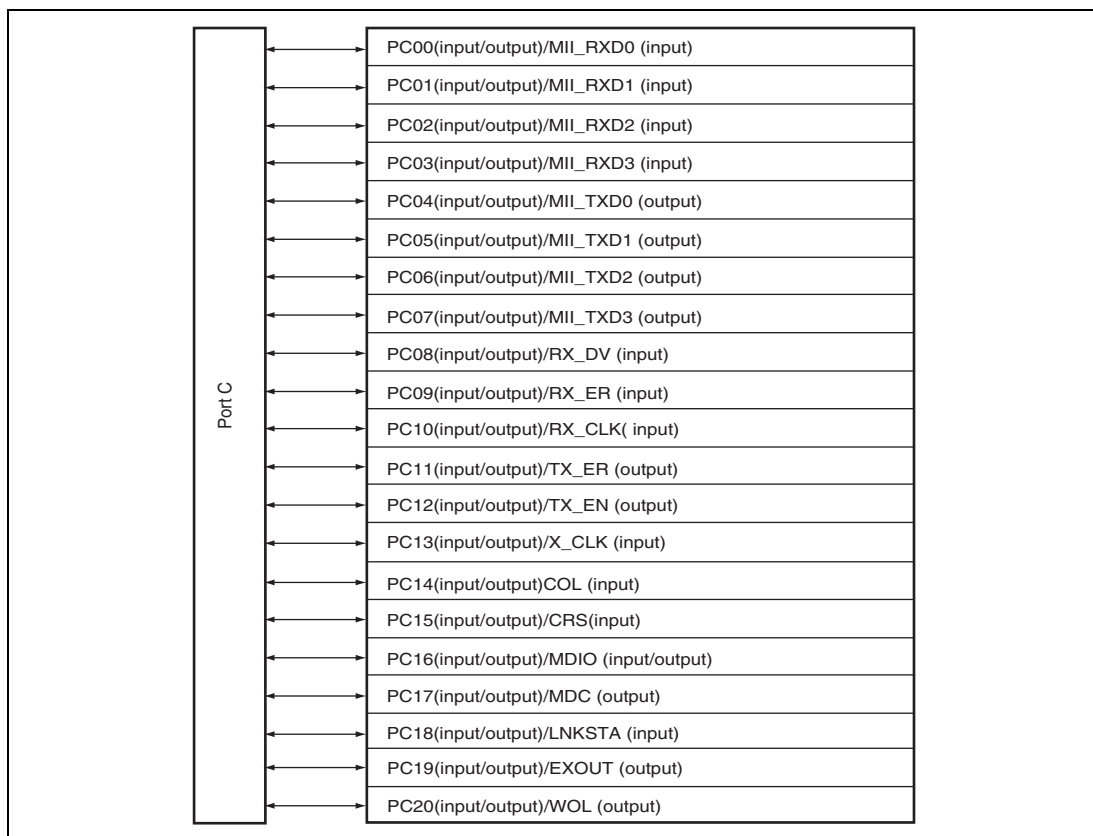 Port C
PC00(input/output)/MII_RXD0 (input)
PC01(input/output)/MII_RXD1 (input)
PC02(input/output)/MII_RXD2 (input)
PC03(input/output)/MII_RXD3 (input)
PC04(input/output)/MII_TXD0 (output)
PC05(input/output)/MII_TXD1 (output)
PC06(input/output)/MII_TXD2 (output)
PC07(input/output)/MII_TXD3 (output)
PC08(input/output)/RX_DV (input)
PC09(input/output)/RX_ER (input)
PC10(input/output)/RX_CLK( input)
PC11(input/output)/TX_ER (output)
PC12(input/output)/TX_EN (output)
PC13(input/output)/X_CLK (input)
PC14(input/output)COL (input)
PC15(input/output)/CRS(input)
PC16(input/output)/MDIO (input/output)
PC17(input/output)/MDC (output)
PC18(input/output)/LNKSTA (input)
PC19(input/output)/EXOUT (output)
PC20(input/output)/WOL (output)